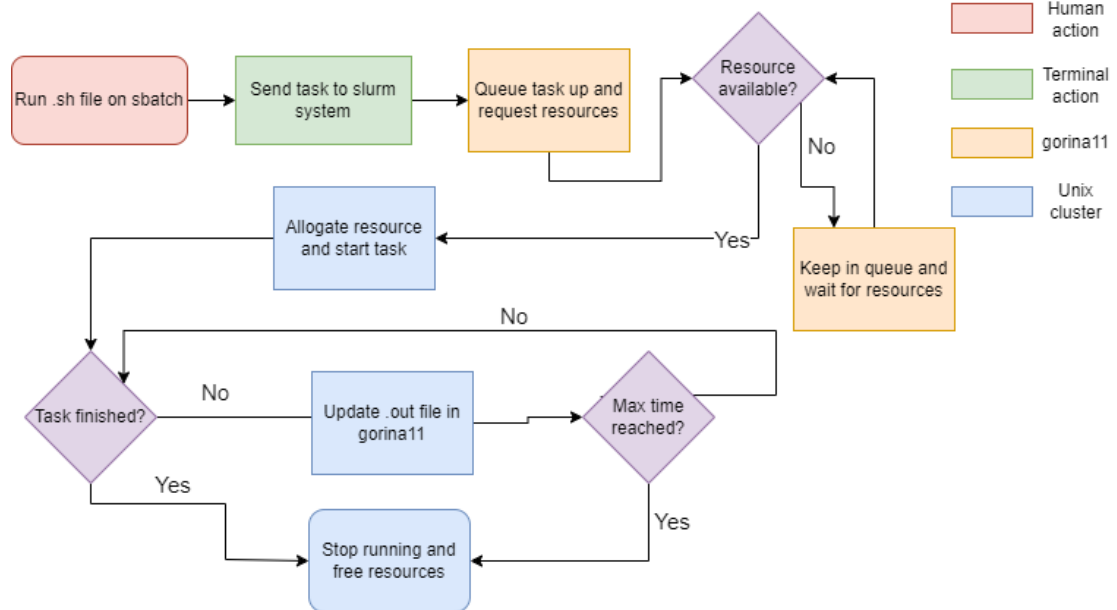 Human
action
Run .sh file on sbatch
Send task to slurm
system
Queue task up and
request resources
Resource
available?
Terminal
action
No
gorina11
Unix
cluster
Allogate resource
and start task
Yes
Keep in queue and
wait for resources
No
Task finished?
No
Update .out file in
gorina11
Max time
reached?
Yes
Yes
Stop running and
free resources